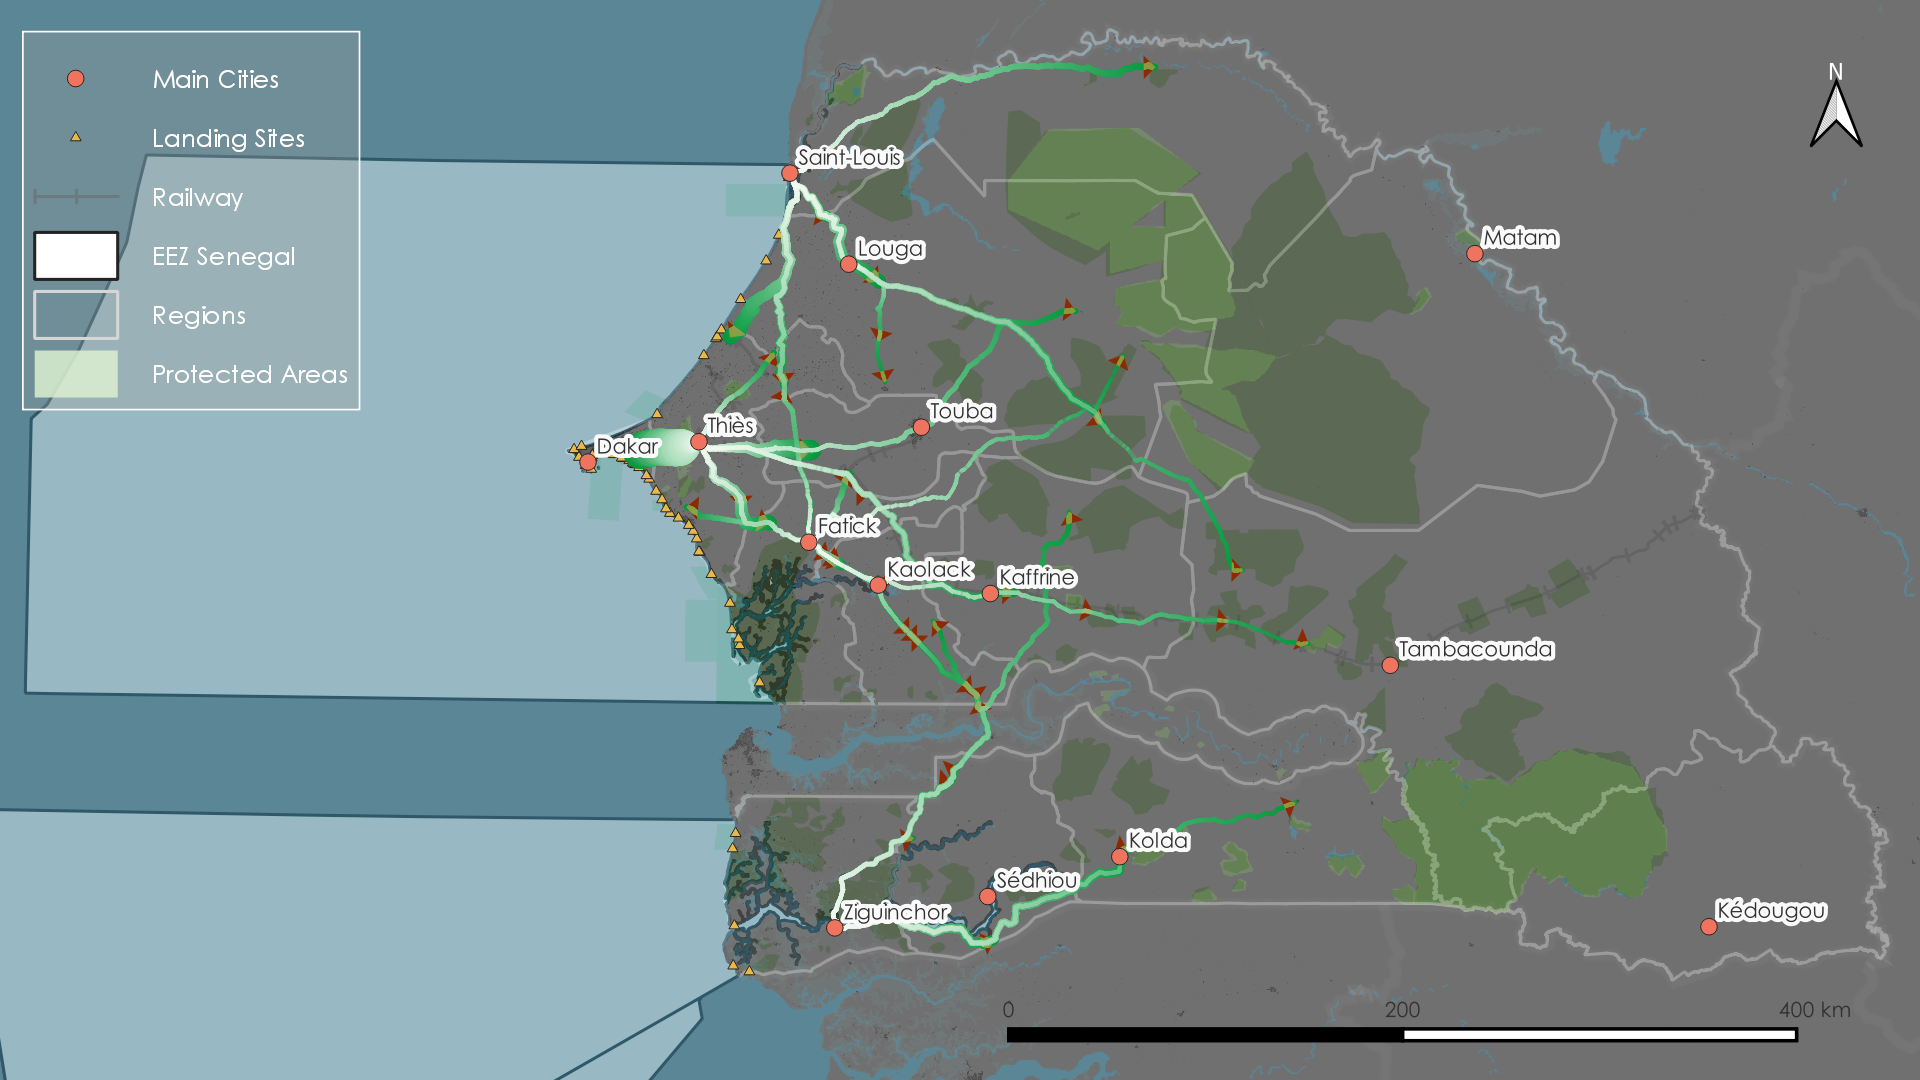 Main Cities
Landing Sites
Railway
EEZ Senegal
Regions
Protected Areas
N
Saint-Louis
Louga
Matam
Touba
Thiès
Dakar
Fatick
Kaolack
Kaffrine
Tambacounda
Kolda
Sédhiou
Ziguinchor
Kédougou
0 200 400 km